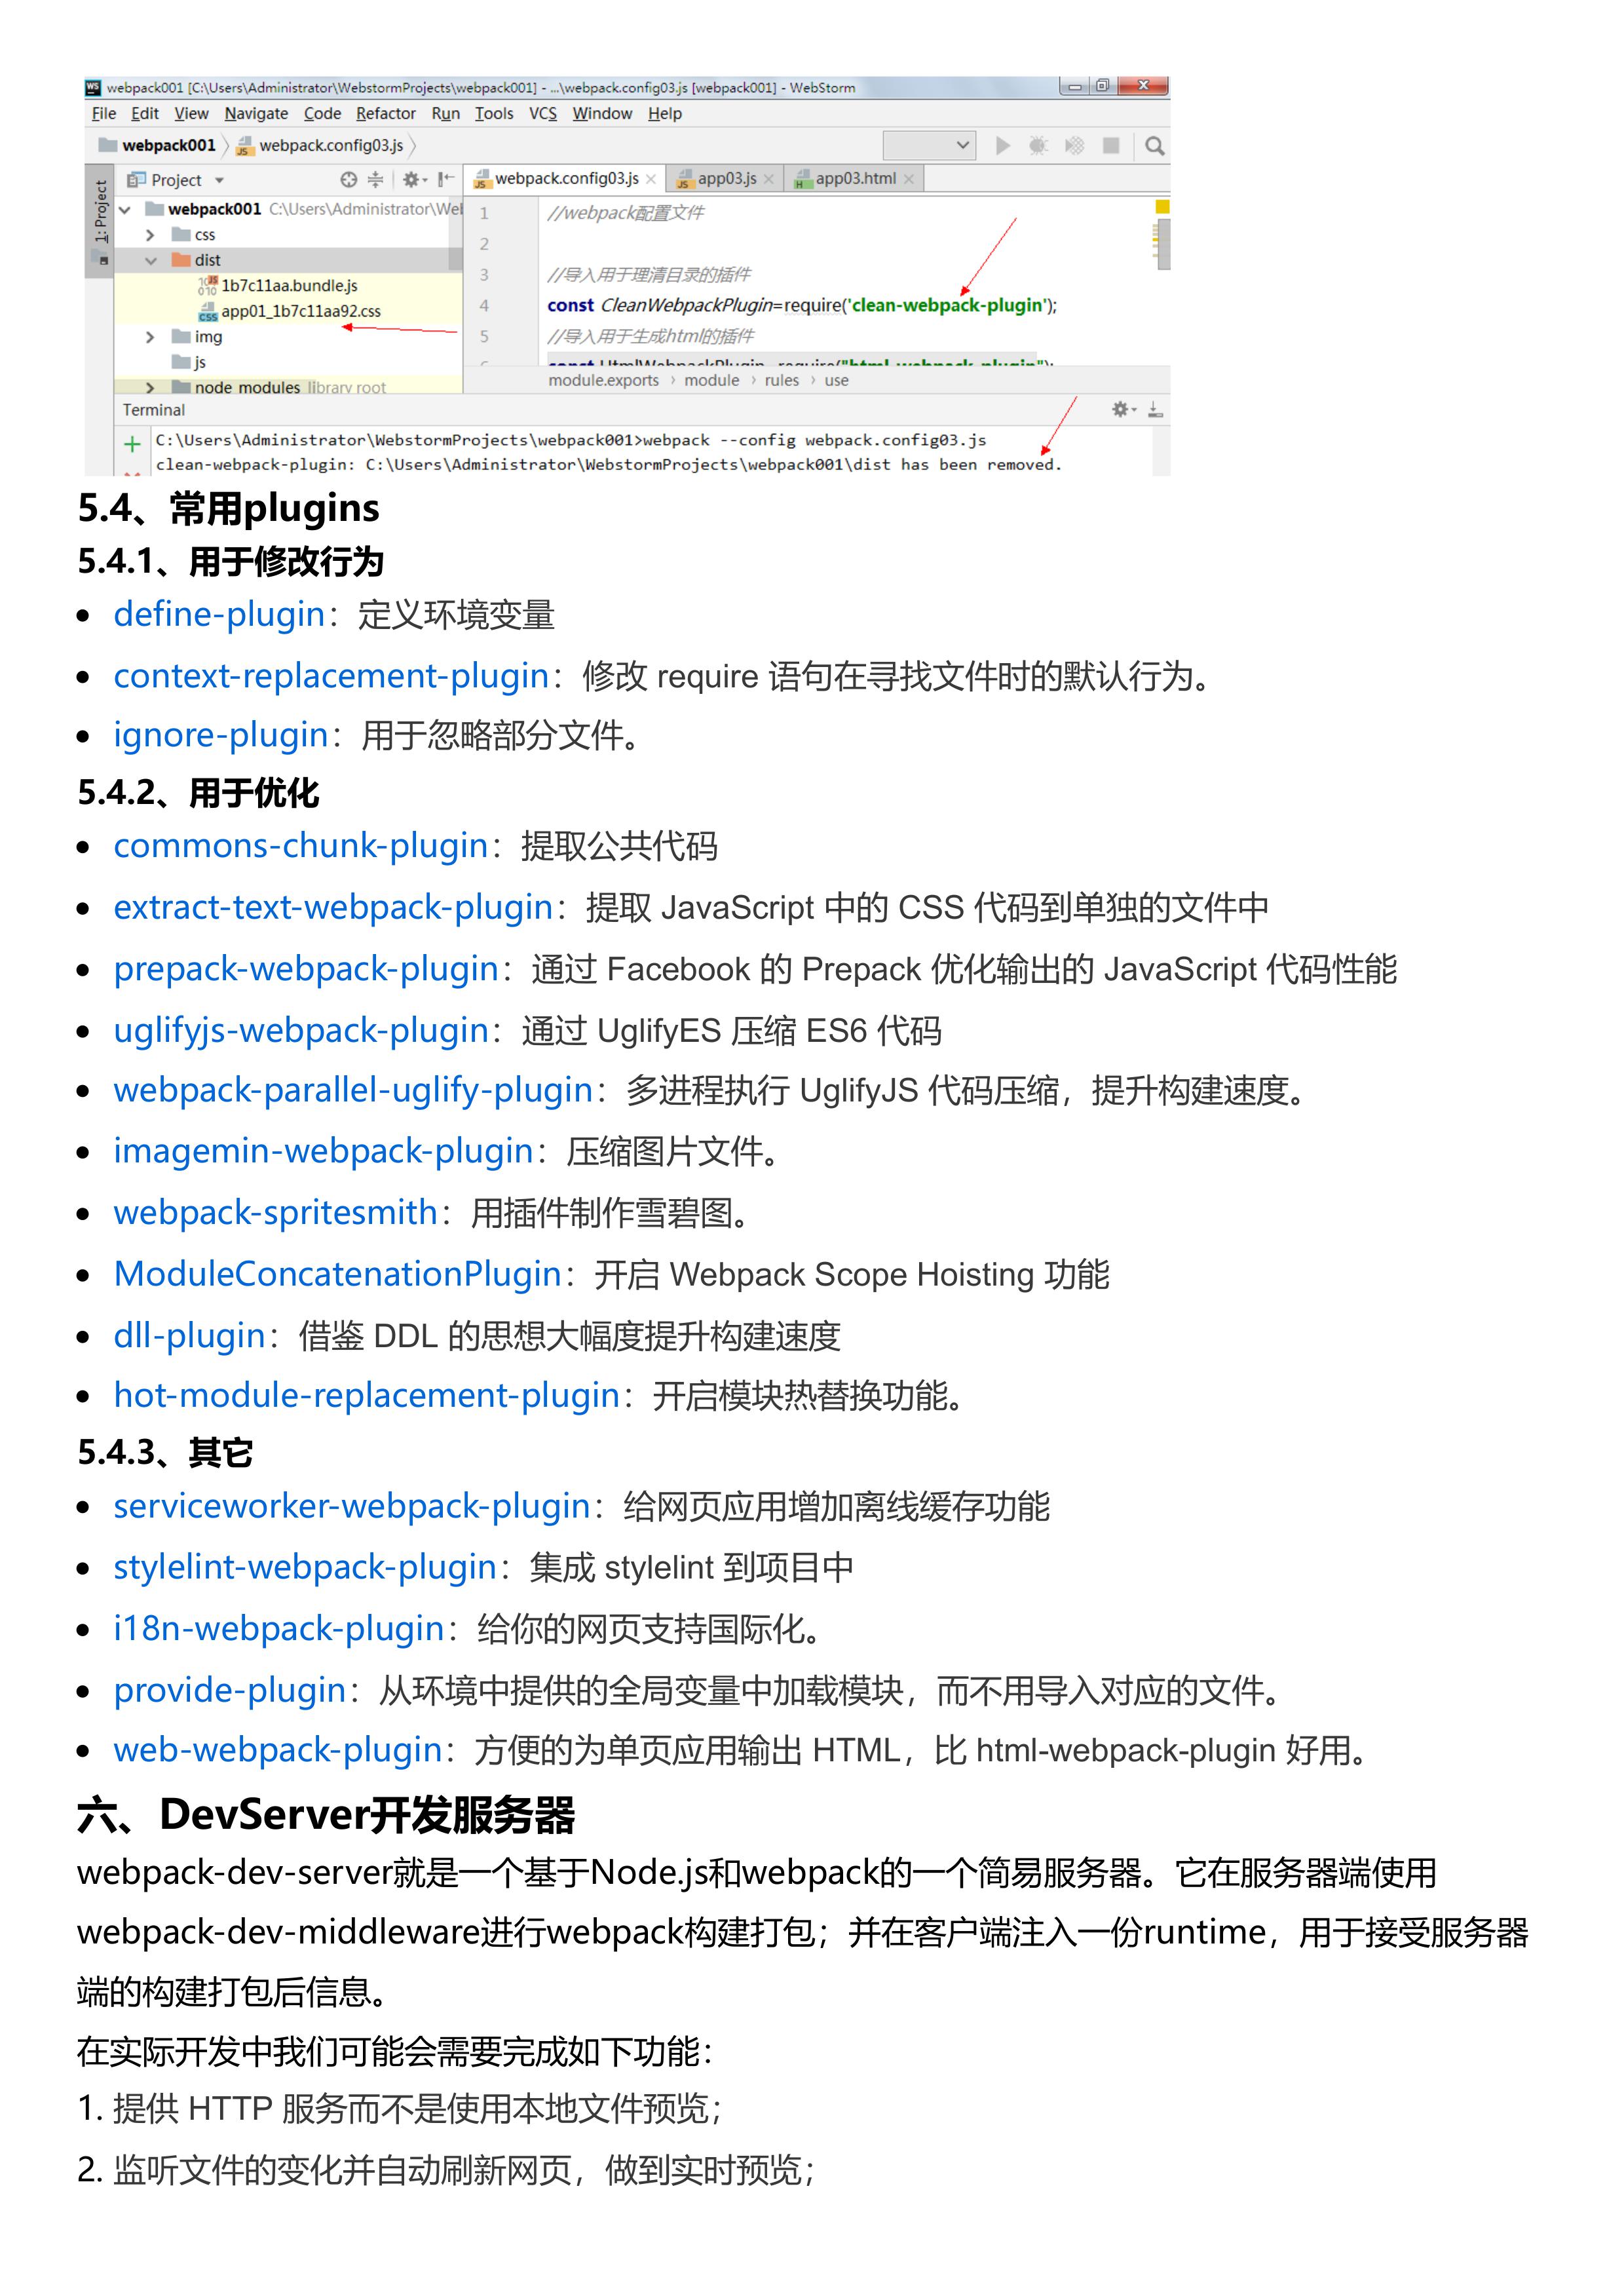 webpack001 [C:\Users\Administrator\WebstormProjects\webpack001] - ...\webpack.config03.js [webpack001] - WebStorm
File Edit View Navigate Code Refactor Run Tools VCS Window Help
webpack001 webpack.config03.js
1: Project
Project
webpack.config03.js app03.js app03.html
webpack001 C:\Users\Administrator\Wel
css
dist
1b7c11aa.bundle.js
app01_1b7c11aa92.css
img
js
node_modules library root
1 //webpack配置文件
2
3 //导入用于理清目录的插件
4 const CleanWebpackPlugin=require('clean-webpack-plugin');
5 //导入用于生成html的插件
6 const HtmlWebpackPlugin=require("html-webpack-plugin");
module.exports › module › rules › use
Terminal
C:\Users\Administrator\WebstormProjects\webpack001>webpack --config webpack.config03.js
clean-webpack-plugin: C:\Users\Administrator\WebstormProjects\webpack001\dist has been removed.
5.4、常用plugins
5.4.1、用于修改行为
• define-plugin：定义环境变量
• context-replacement-plugin：修改 require 语句在寻找文件时的默认行为。
• ignore-plugin：用于忽略部分文件。
5.4.2、用于优化
• commons-chunk-plugin：提取公共代码
• extract-text-webpack-plugin：提取 JavaScript 中的 CSS 代码到单独的文件中
• prepack-webpack-plugin：通过 Facebook 的 Prepack 优化输出的 JavaScript 代码性能
• uglifyjs-webpack-plugin：通过 UglifyES 压缩 ES6 代码
• webpack-parallel-uglify-plugin：多进程执行 UglifyJS 代码压缩，提升构建速度。
• imagemin-webpack-plugin：压缩图片文件。
• webpack-spritesmith：用插件制作雪碧图。
• ModuleConcatenationPlugin：开启 Webpack Scope Hoisting 功能
• dll-plugin：借鉴 DDL 的思想大幅度提升构建速度
• hot-module-replacement-plugin：开启模块热替换功能。
5.4.3、其它
• serviceworker-webpack-plugin：给网页应用增加离线缓存功能
• stylelint-webpack-plugin：集成 stylelint 到项目中
• i18n-webpack-plugin：给你的网页支持国际化。
• provide-plugin：从环境中提供的全局变量中加载模块，而不用导入对应的文件。
• web-webpack-plugin：方便的为单页应用输出 HTML，比 html-webpack-plugin 好用。
六、DevServer开发服务器
webpack-dev-server就是一个基于Node.js和webpack的一个简易服务器。它在服务器端使用
webpack-dev-middleware进行webpack构建打包；并在客户端注入一份runtime，用于接受服务器
端的构建打包后信息。
在实际开发中我们可能会需要完成如下功能：
1. 提供 HTTP 服务而不是使用本地文件预览；
2. 监听文件的变化并自动刷新网页，做到实时预览；